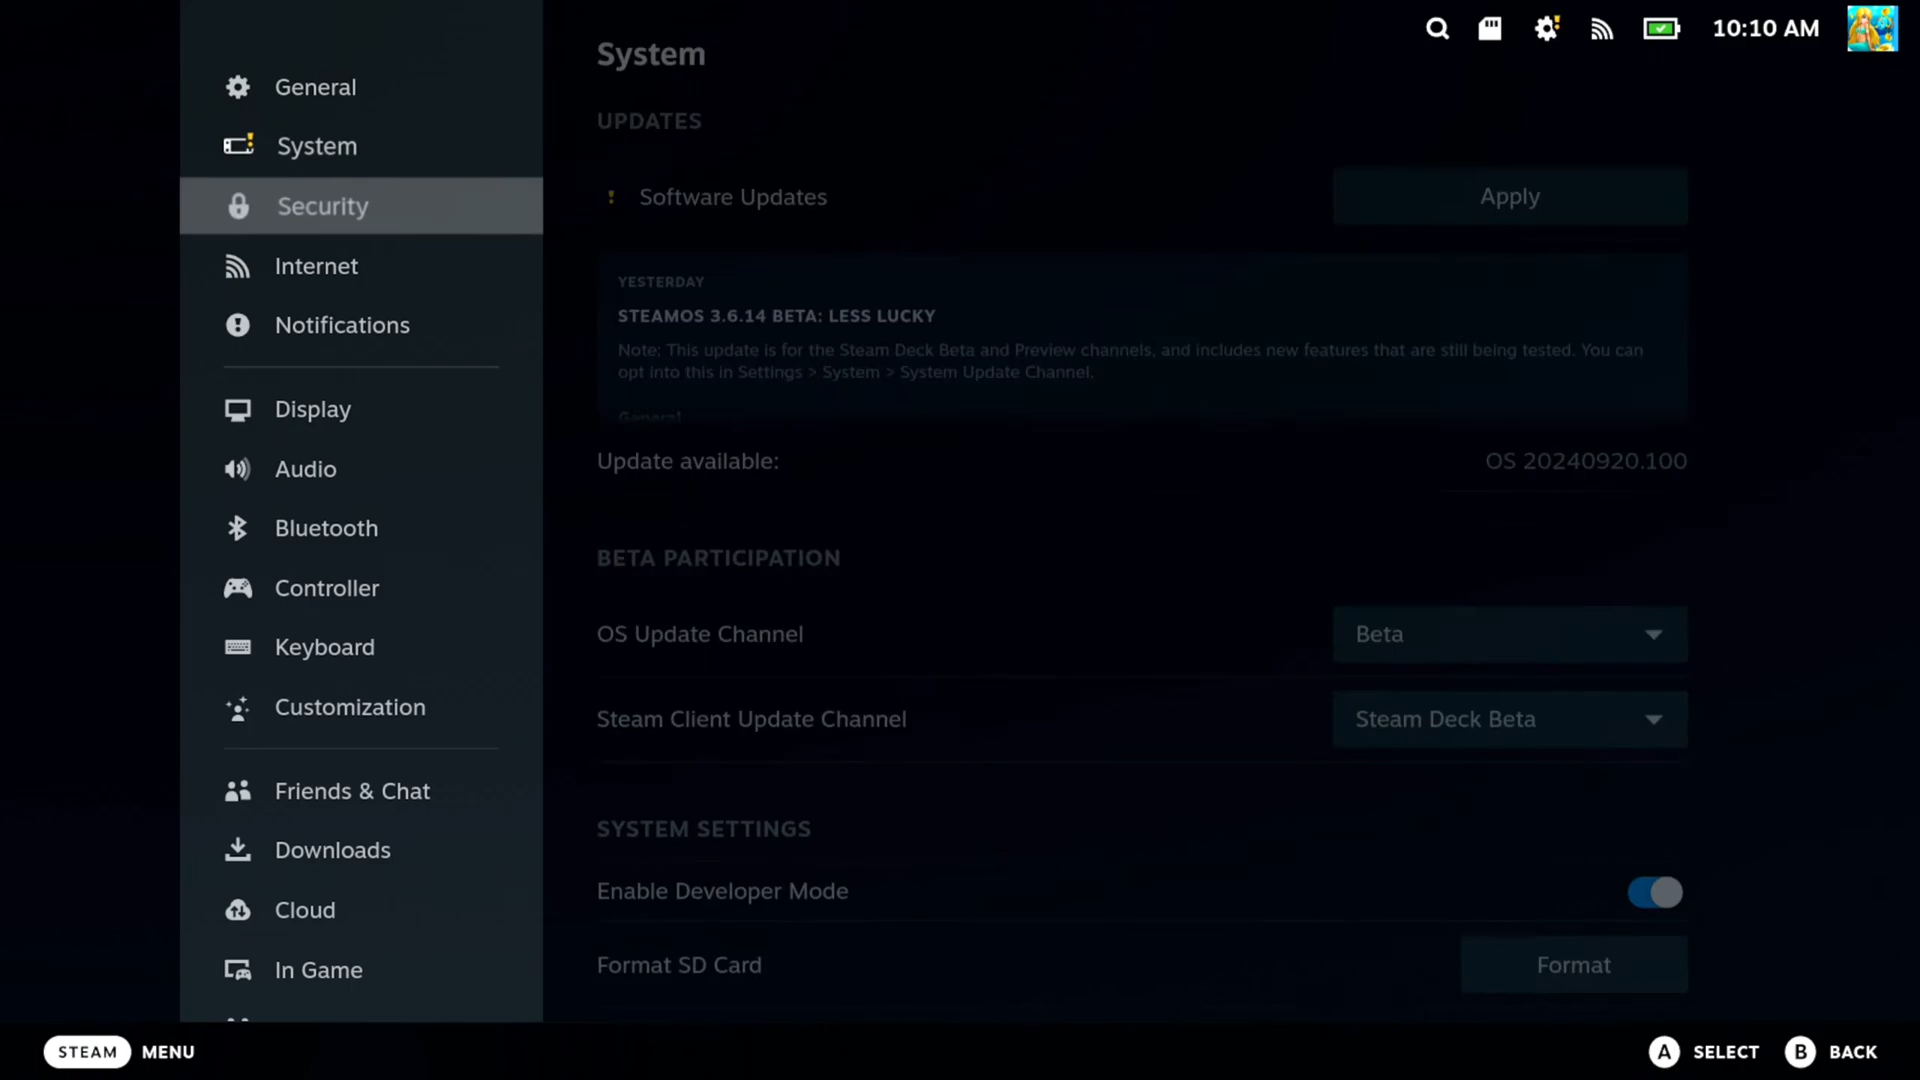 10:10 AM
General
System
Security
Internet
Notifications
Display
Audio
Bluetooth
Controller
Keyboard
Customization
Friends & Chat
Downloads
Cloud
In Game
System
UPDATES
! Software Updates
Apply
YESTERDAY
STEAMOS 3.6.14 BETA: LESS LUCKY
Note: This update is for the Steam Deck Beta and Preview channels, and includes new features that are still being tested. You can
opt into this in Settings > System > System Update Channel.
General
Update available:
OS 20240920.100
BETA PARTICIPATION
OS Update Channel
Beta
Steam Client Update Channel
Steam Deck Beta
SYSTEM SETTINGS
Enable Developer Mode
Format SD Card
Format
STEAM MENU
A SELECT
B BACK